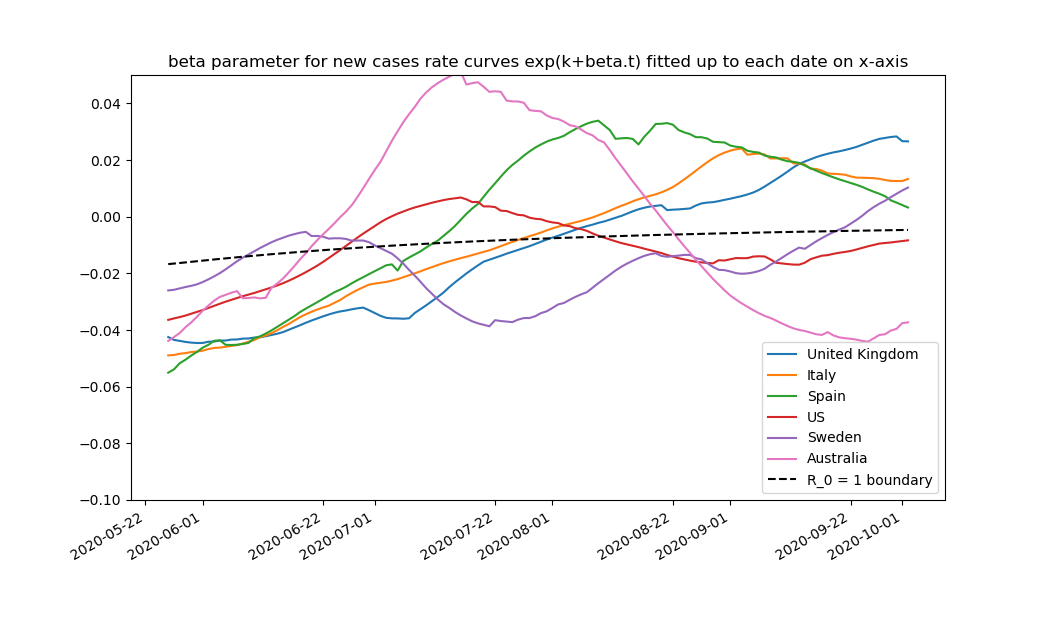 beta parameter for new cases rate curves exp(k+beta.t) fitted up to each date on x-axis
0.04
0.02
0.00
−0.02
−0.04
−0.06
−0.08
−0.10
United Kingdom
Italy
Spain
US
Sweden
Australia
R_0 = 1 boundary
2020-05-22
2020-06-01
2020-06-22
2020-07-01
2020-07-22
2020-08-01
2020-08-22
2020-09-01
2020-09-22
2020-10-01